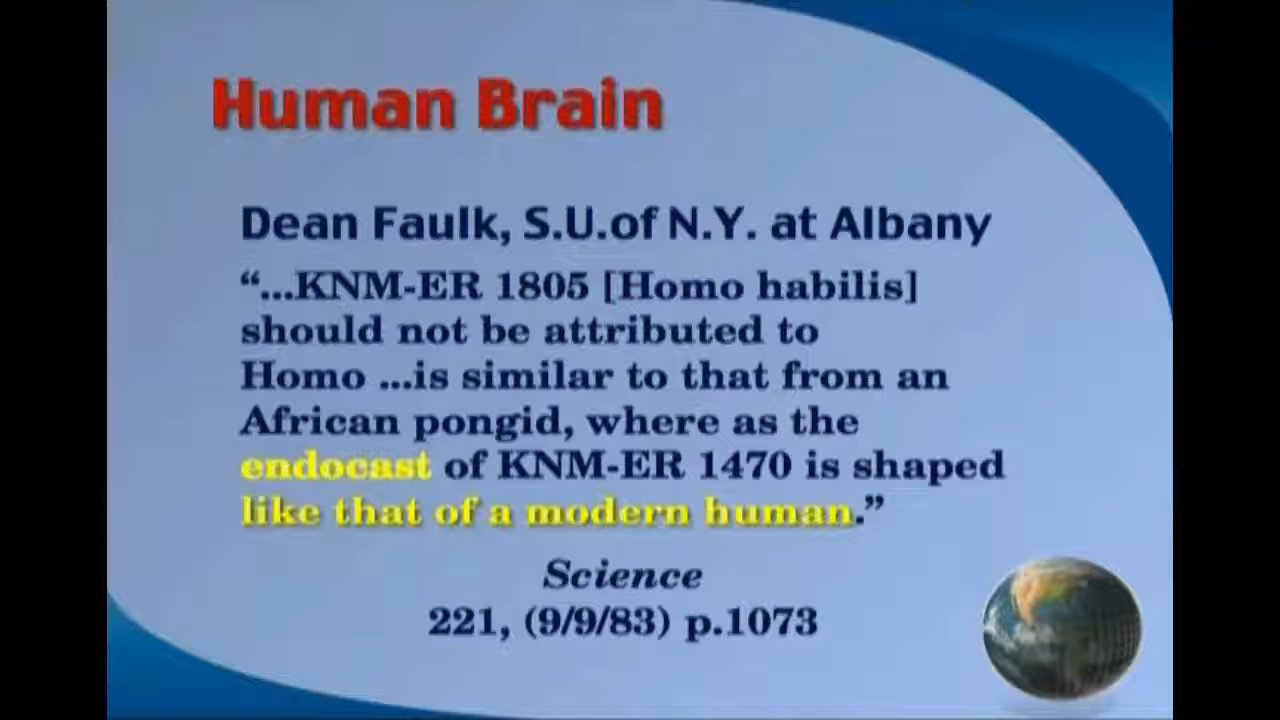 Human Brain
Dean Faulk, S.U.of N.Y. at Albany
“...KNM-ER 1805 [Homo habilis]
should not be attributed to
Homo ...is similar to that from an
African pongid, where as the
endocast of KNM-ER 1470 is shaped
like that of a modern human.”
Science
221, (9/9/83) p.1073